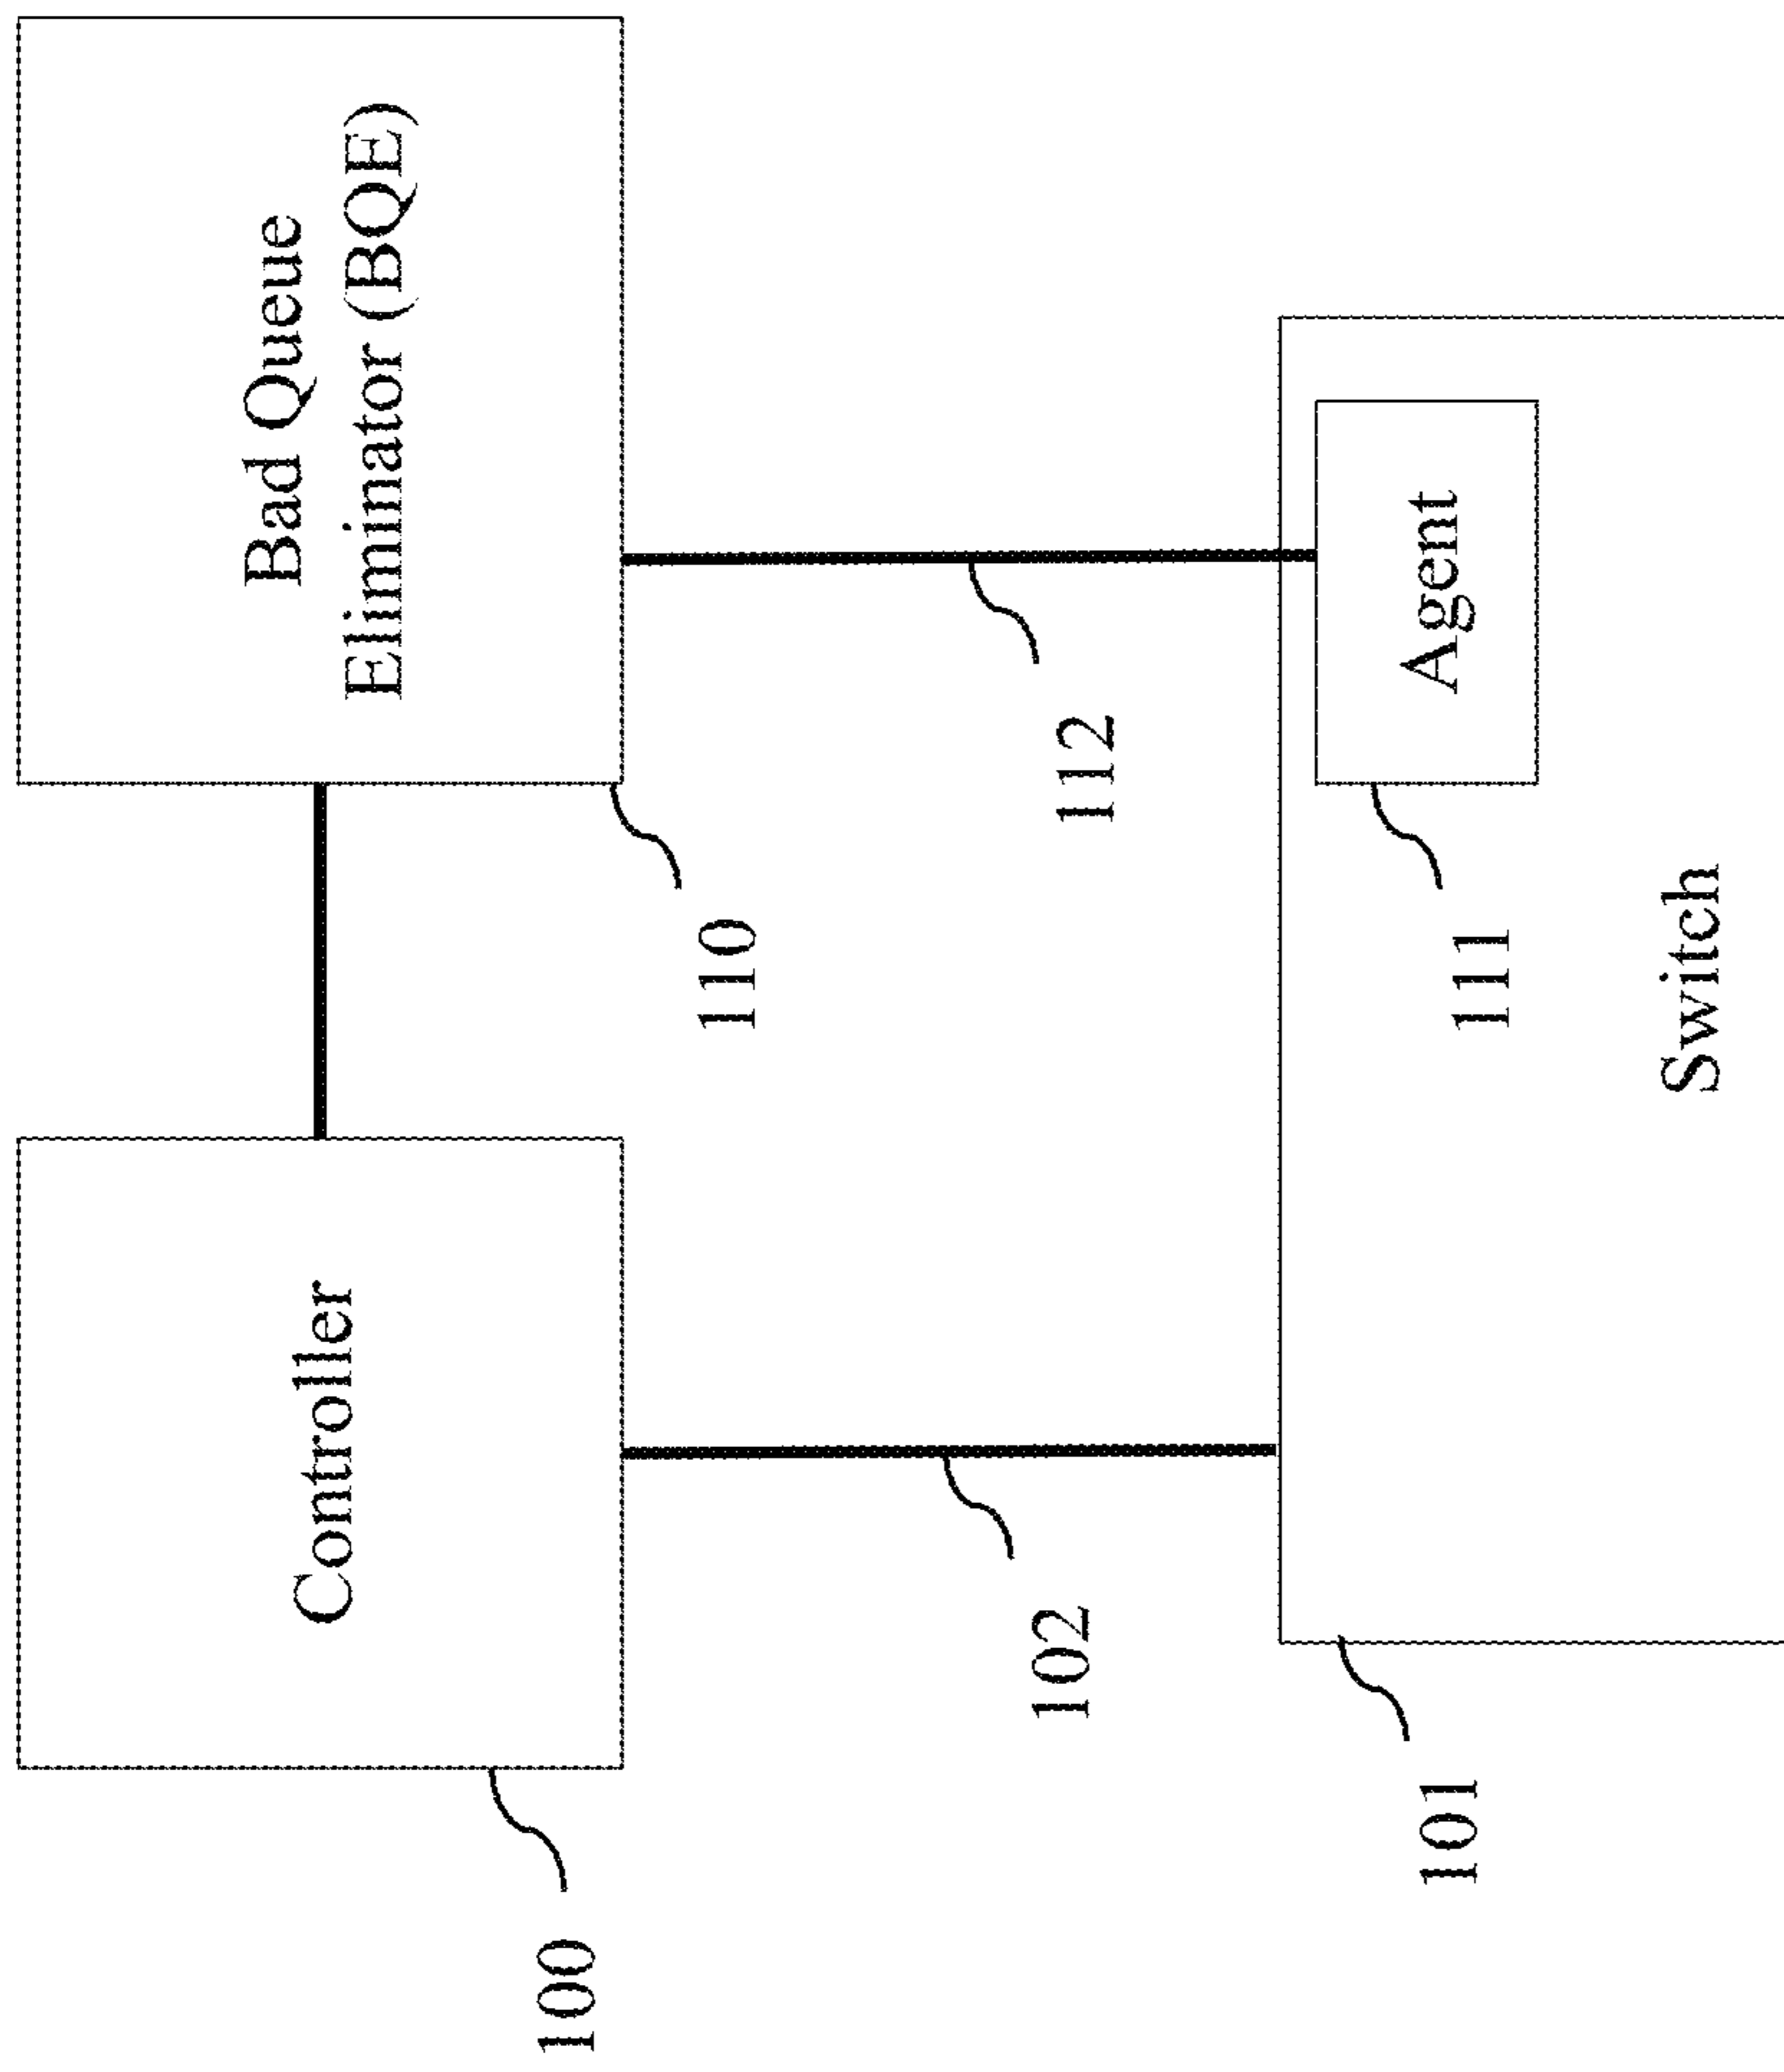 Controller
Bad Queue
Eliminator (BQE)
100
102
110
112
101
111
Agent
Switch